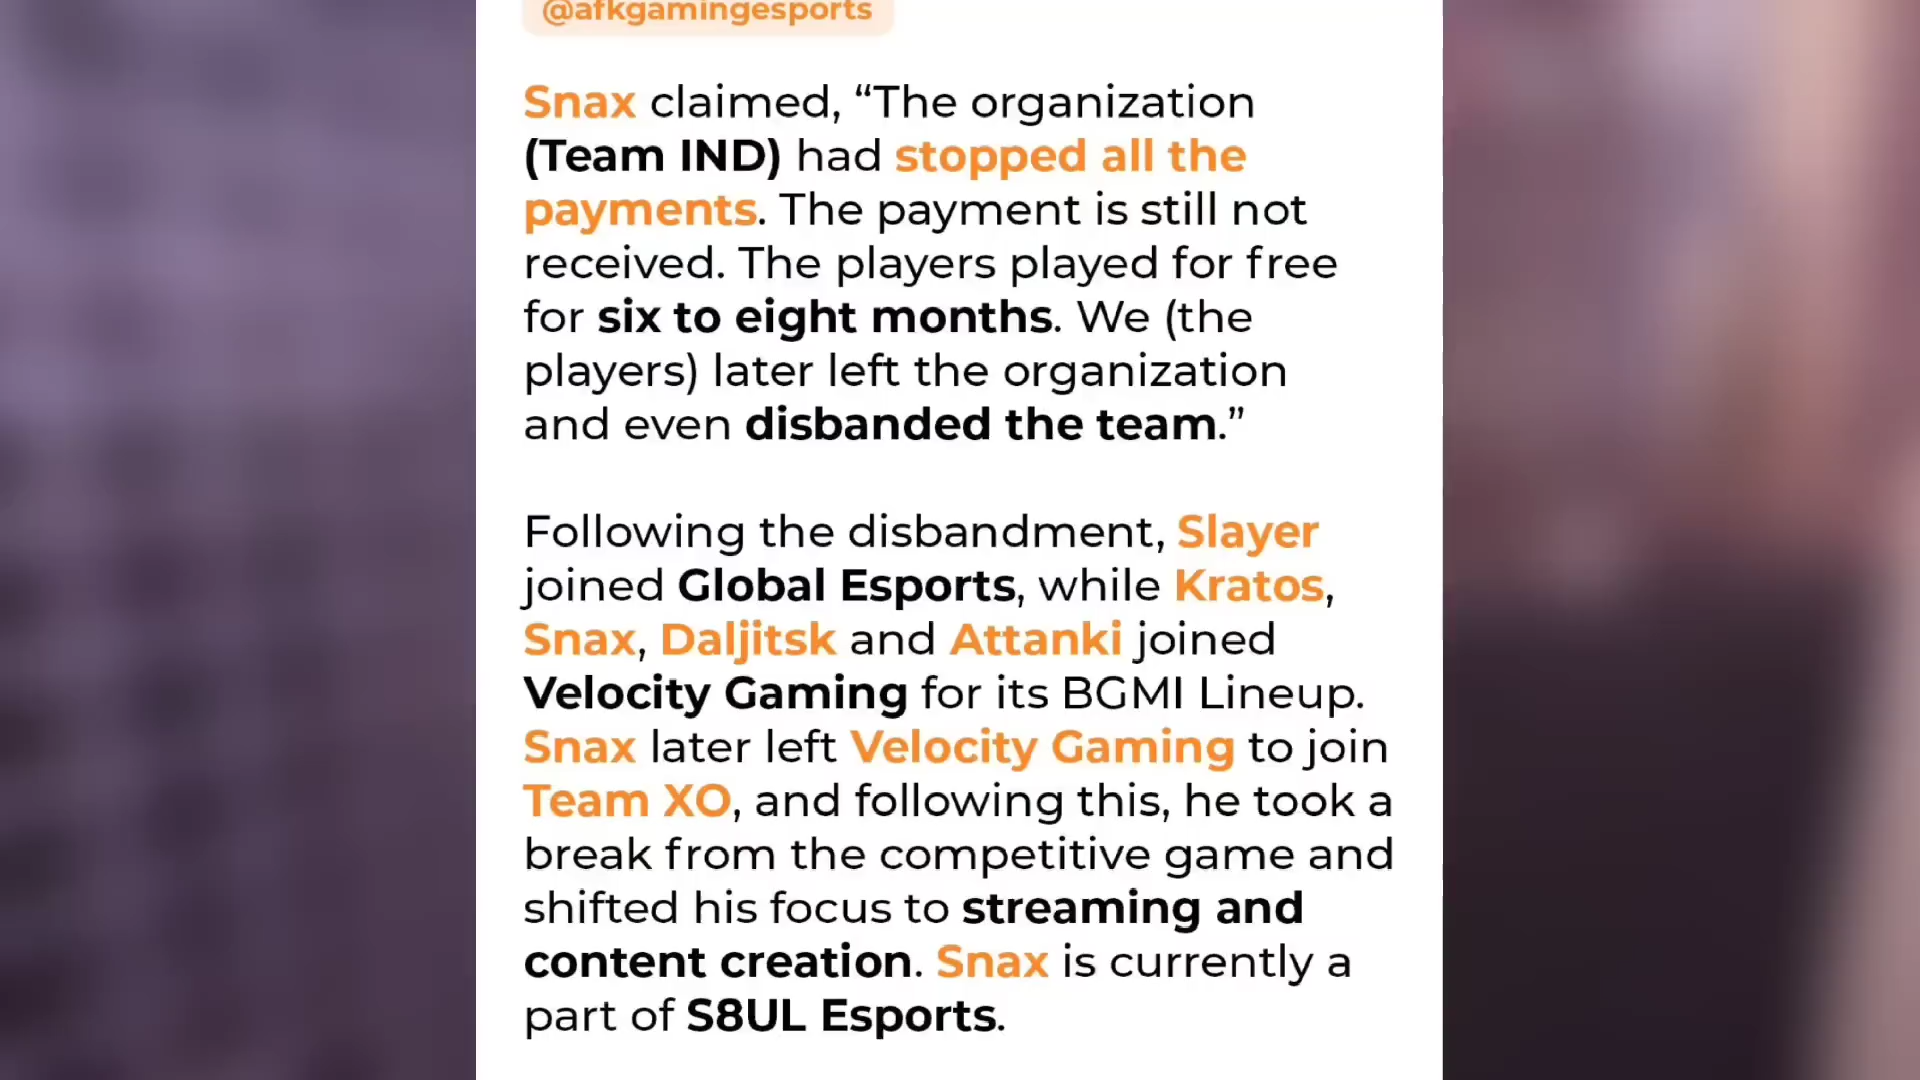 @afkgamingesports
Snax claimed, “The organization
(Team IND) had stopped all the
payments. The payment is still not
received. The players played for free
for six to eight months. We (the
players) later left the organization
and even disbanded the team.”
Following the disbandment, Slayer
joined Global Esports, while Kratos,
Snax, Daljitsk and Attanki joined
Velocity Gaming for its BGMI Lineup.
Snax later left Velocity Gaming to join
Team XO, and following this, he took a
break from the competitive game and
shifted his focus to streaming and
content creation. Snax is currently a
part of S8UL Esports.